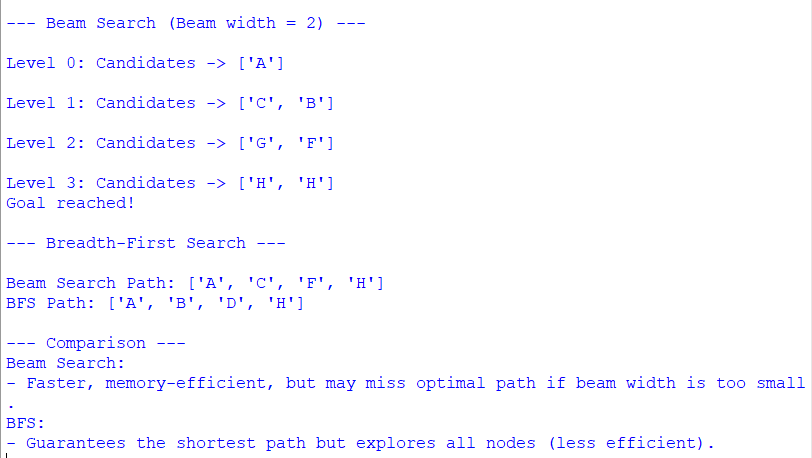 --- Beam Search (Beam width = 2) ---
Level 0: Candidates -> ['A']
Level 1: Candidates -> ['C', 'B']
Level 2: Candidates -> ['G', 'F']
Level 3: Candidates -> ['H', 'H']
Goal reached!
--- Breadth-First Search ---
Beam Search Path: ['A', 'C', 'F', 'H']
BFS Path: ['A', 'B', 'D', 'H']
--- Comparison ---
Beam Search:
- Faster, memory-efficient, but may miss optimal path if beam width is too small
.
BFS:
- Guarantees the shortest path but explores all nodes (less efficient).